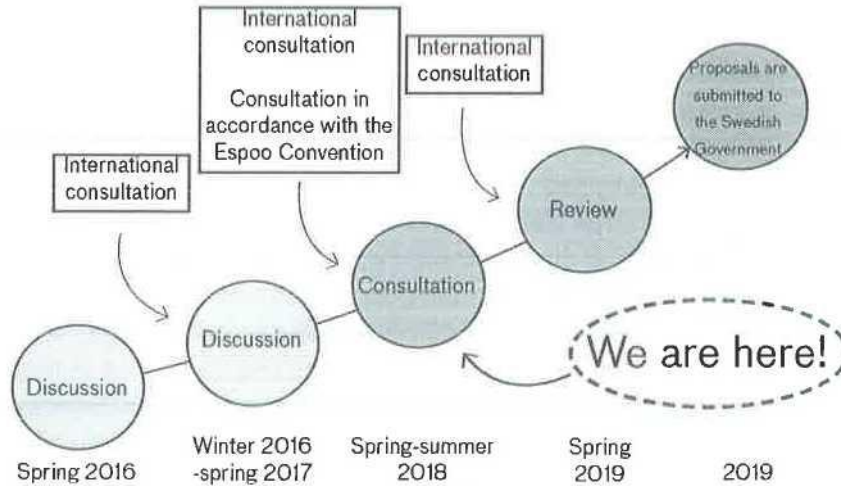 International
consultation
Consultation in
accordance with the
Espoo Convention
International
consultation
Proposals are
submitted to
the Swedish
Government
International
consultation
Review
Consultation
Discussion
We are here!
Discussion
Spring 2016
Winter 2016
-spring 2017
Spring-summer
2018
Spring
2019
2019